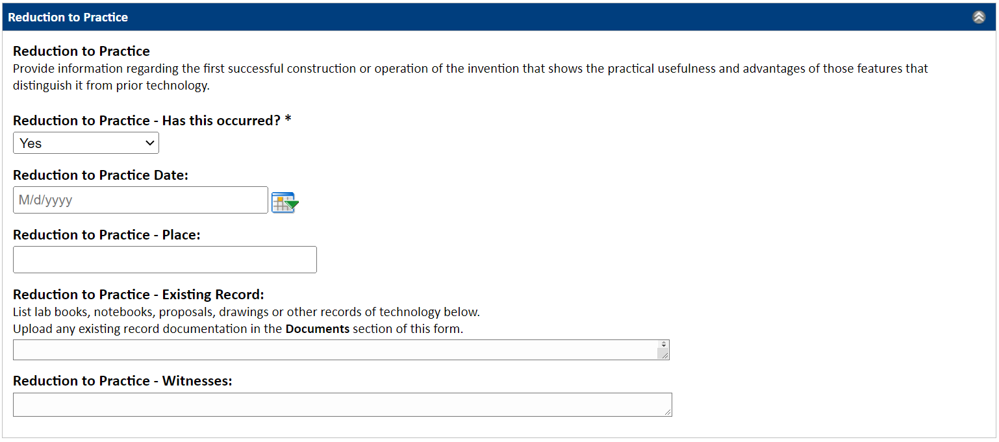 Reduction to Practice
Reduction to Practice
Provide information regarding the first successful construction or operation of the invention that shows the practical usefulness and advantages of those features that
distinguish it from prior technology.
Reduction to Practice - Has this occurred? *
Yes
Reduction to Practice Date:
M/d/yyyy
Reduction to Practice - Place:
Reduction to Practice - Existing Record:
List lab books, notebooks, proposals, drawings or other records of technology below.
Upload any existing record documentation in the Documents section of this form.
Reduction to Practice - Witnesses: